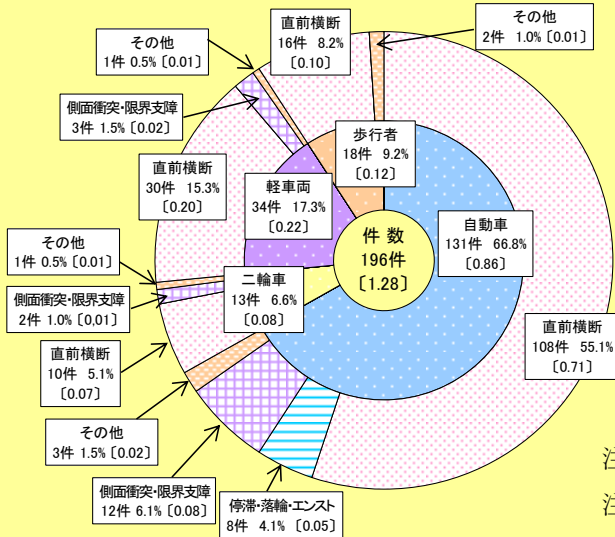 その他
2件 1.0% [0.01]
直前横断
16件 8.2%
[0.10]
その他
1件 0.5% [0.01]
側面衝突・限界支障
3件 1.5% [0.02]
歩行者
18件 9.2%
[0.12]
直前横断
30件 15.3%
[0.20]
軽車両
34件 17.3%
[0.22]
自動車
131件 66.8%
[0.86]
件 数
196件
[1.28]
その他
1件 0.5% [0.01]
二輪車
13件 6.6%
[0.08]
側面衝突・限界支障
2件 1.0% [0,01]
直前横断
108件 55.1%
[0.71]
直前横断
10件 5.1%
[0.07]
その他
3件 1.5% [0.02]
側面衝突・限界支障
12件 6.1% [0.08]
停滞・落輪・エンスト
8件 4.1% [0.05]
注
注